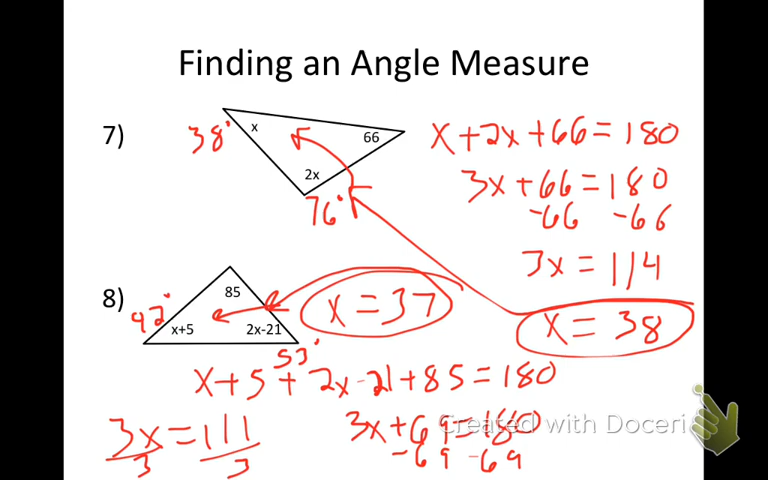 Finding an Angle Measure
7)
x
66
2x
38°
76°
x+2x+66=180
3x+66=180
-66 -66
3x=114
x=38
8)
85
x+5
2x-21
42°
53°
x=37
x+5+2x-21+85=180
3x+69=180
-69 -69
3x=111
3 3
Created with Doceri